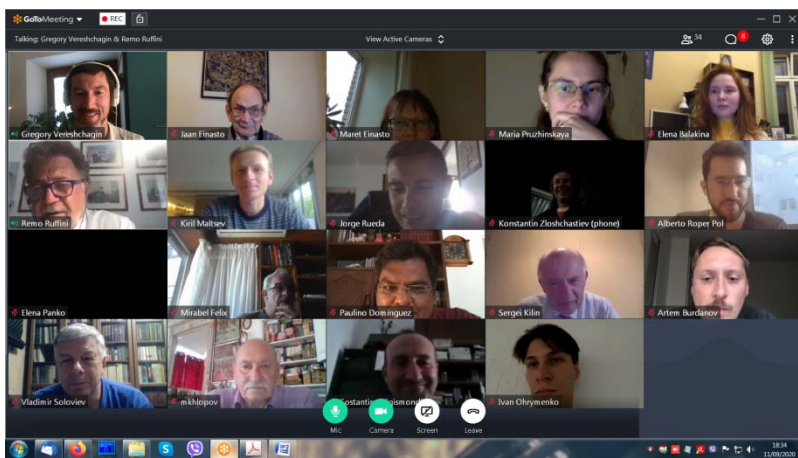 GoToMeeting
REC
Talking: Gregory Vereshchagin & Remo Ruffini
View Active Cameras
34
8
Gregory Vereshchagin
Jaan Einasto
Maret Einasto
Maria Pruzhinskaya
Elena Balakina
Remo Ruffini
Kiril Maltsev
Jorge Rueda
Konstantin Zloshchastiev (phone)
Alberto Roper Pol
Elena Panko
Mirabel Felix
Paulino Dominguez
Sergei Kilin
Artem Burdanov
Vladimir Soloviev
mkhlopov
Ivan Ohrymenko
Mic
Camera
Screen
Leave
18:34
11/09/2020